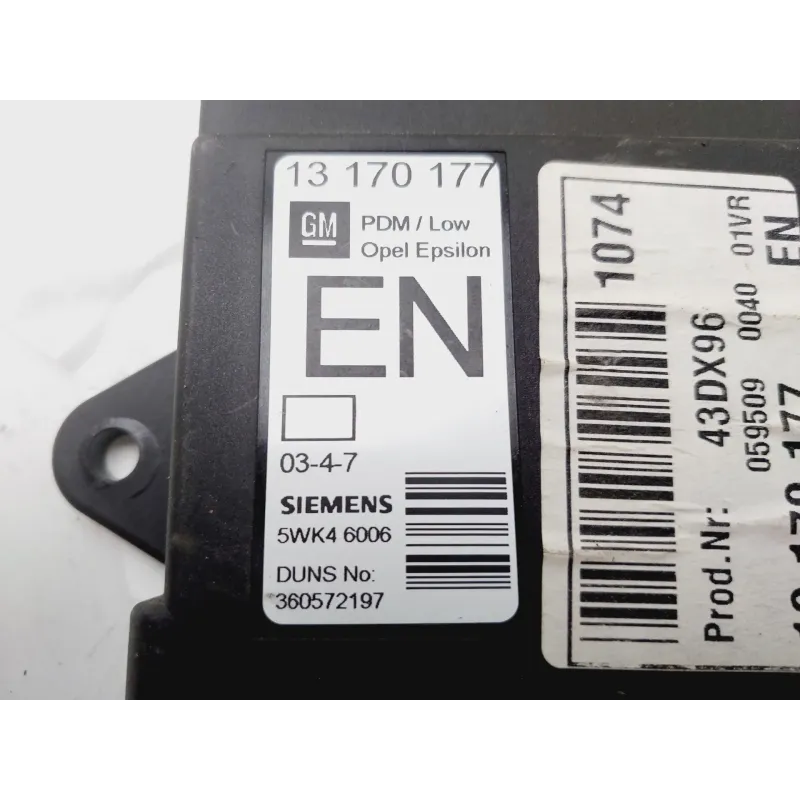 13 170 177
GM
PDM / Low
Opel Epsilon
EN
03-4-7
SIEMENS
5WK4 6006
DUNS No:
360572197
1074
Prod.Nr: 43DX96
059509 0040 01VR
177 EN